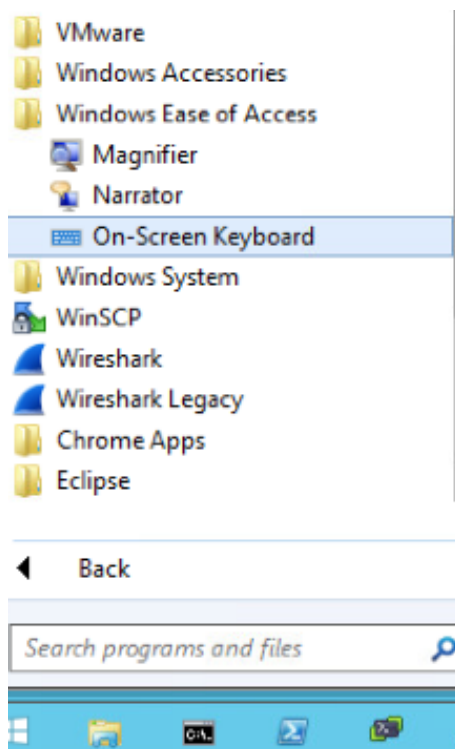 VMware
Windows Accessories
Windows Ease of Access
Magnifier
Narrator
On-Screen Keyboard
Windows System
WinSCP
Wireshark
Wireshark Legacy
Chrome Apps
Eclipse
Back
Search programs and files
C:\.